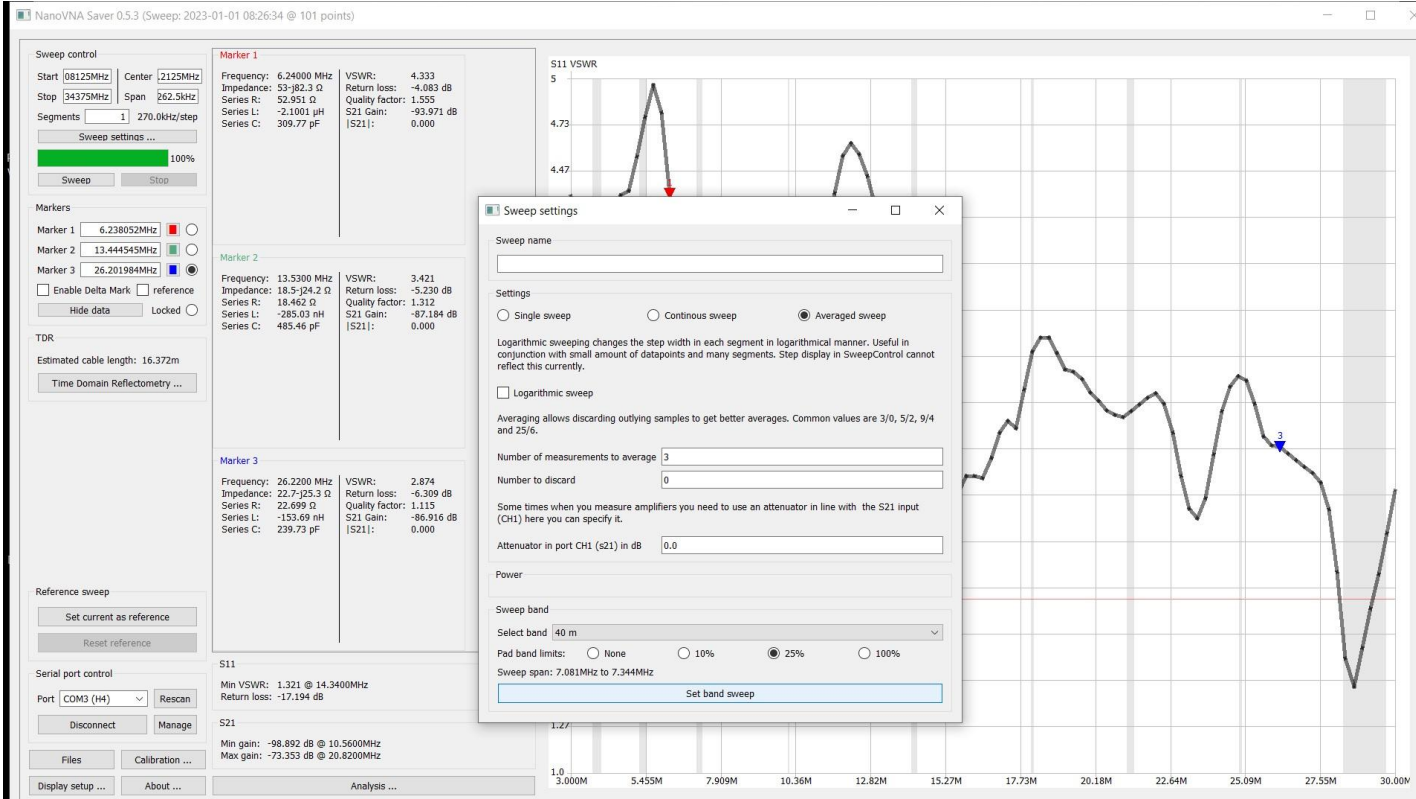 NanoVNA Saver 0.5.3 (Sweep: 2023-01-01 08:26:34 @ 101 points)
Sweep control
Start 08125MHz Center .2125MHz
Stop 34375MHz Span 262.5kHz
Segments 1 270.0kHz/step
Sweep settings ...
100%
Sweep Stop
Markers
Marker 1 6.238052MHz
Marker 2 13.444545MHz
Marker 3 26.201984MHz
Enable Delta Mark reference
Hide data Locked
TDR
Estimated cable length: 16.372m
Time Domain Reflectometry ...
Reference sweep
Set current as reference
Reset reference
Serial port control
Port COM3 (H4) Rescan
Disconnect Manage
Files Calibration ...
Display setup ... About ...
Marker 1
Frequency: 6.24000 MHz VSWR: 4.333
Impedance: 53-j82.3 Ω Return loss: -4.083 dB
Series R: 52.951 Ω Quality factor: 1.555
Series L: -2.1001 µH S21 Gain: -93.971 dB
Series C: 309.77 pF |S21|: 0.000
Marker 2
Frequency: 13.5300 MHz VSWR: 3.421
Impedance: 18.5-j24.2 Ω Return loss: -5.230 dB
Series R: 18.462 Ω Quality factor: 1.312
Series L: -285.03 nH S21 Gain: -87.184 dB
Series C: 485.46 pF |S21|: 0.000
Marker 3
Frequency: 26.2200 MHz VSWR: 2.874
Impedance: 22.7-j25.3 Ω Return loss: -6.309 dB
Series R: 22.699 Ω Quality factor: 1.115
Series L: -153.69 nH S21 Gain: -86.916 dB
Series C: 239.73 pF |S21|: 0.000
S11
Min VSWR: 1.321 @ 14.3400MHz
Return loss: -17.194 dB
S21
Min gain: -98.892 dB @ 10.5600MHz
Max gain: -73.353 dB @ 20.8200MHz
Analysis ...
S11 VSWR
5
4.73
4.47
3
1.27
1.0
3.000M 5.455M 7.909M 10.36M 12.82M 15.27M 17.73M 20.18M 22.64M 25.09M 27.55M 30.00M
Sweep settings
Sweep name
Settings
Single sweep Continous sweep Averaged sweep
Logarithmic sweeping changes the step width in each segment in logarithmical manner. Useful in
conjunction with small amount of datapoints and many segments. Step display in SweepControl cannot
reflect this currently.
Logarithmic sweep
Averaging allows discarding outlying samples to get better averages. Common values are 3/0, 5/2, 9/4
and 25/6.
Number of measurements to average 3
Number to discard 0
Some times when you measure amplifiers you need to use an attenuator in line with the S21 input
(CH1) here you can specify it.
Attenuator in port CH1 (s21) in dB 0.0
Power
Sweep band
Select band 40 m
Pad band limits: None 10% 25% 100%
Sweep span: 7.081MHz to 7.344MHz
Set band sweep